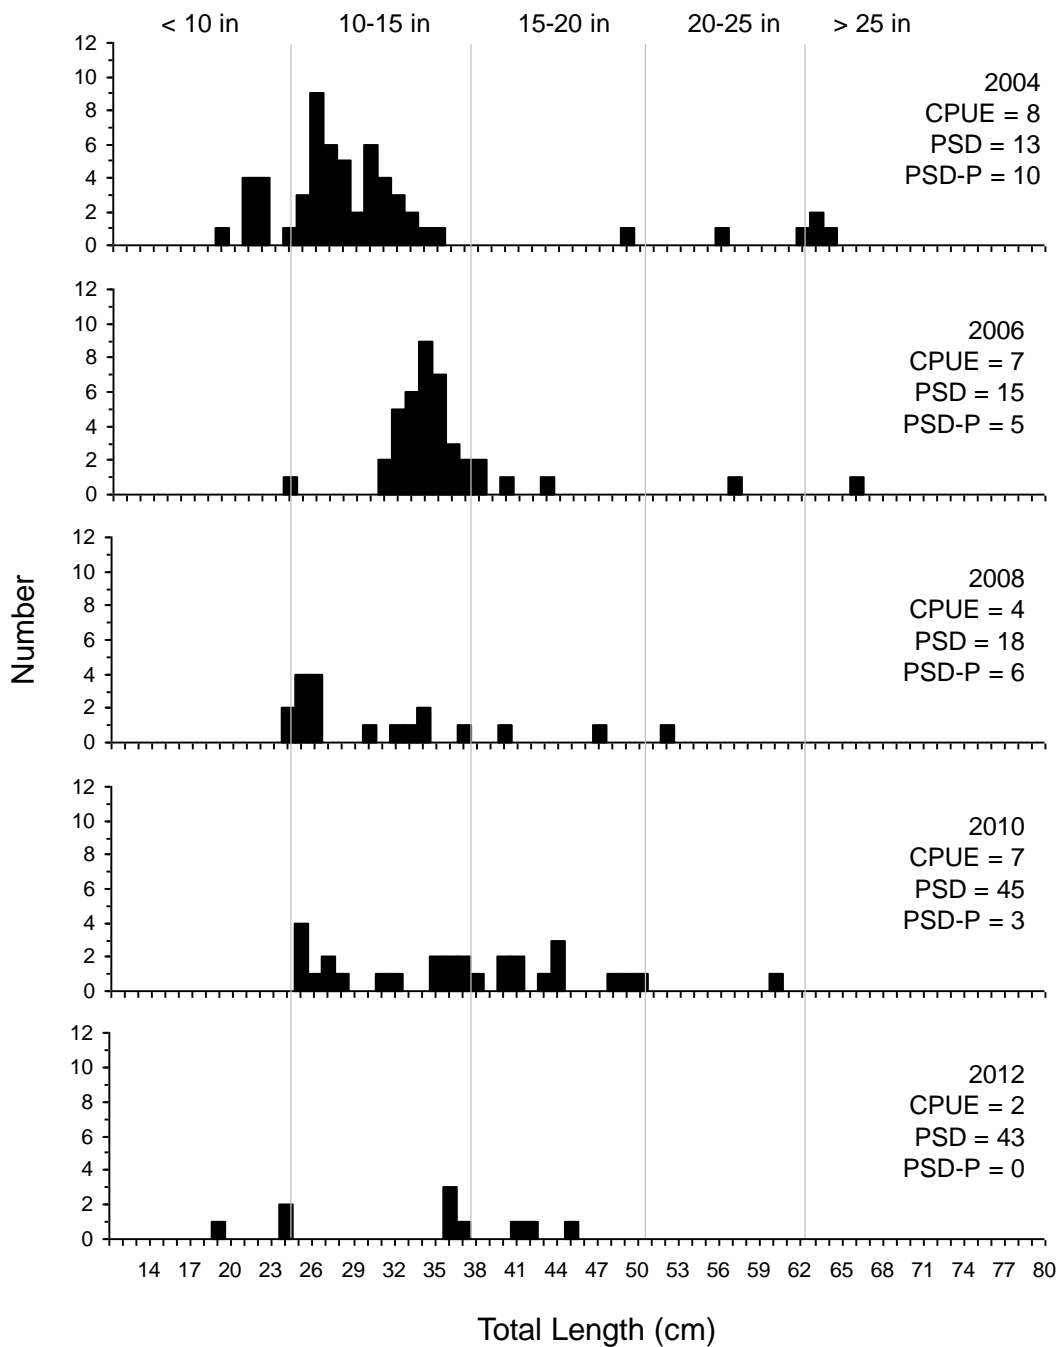 < 10 in 10-15 in 15-20 in 20-25 in > 25 in
12
10
8
6
4
2
0
2004
CPUE = 8
PSD = 13
PSD-P = 10
12
10
8
6
4
2
0
2006
CPUE = 7
PSD = 15
PSD-P = 5
12
10
8
6
4
2
0
2008
CPUE = 4
PSD = 18
PSD-P = 6
Number
12
10
8
6
4
2
0
2010
CPUE = 7
PSD = 45
PSD-P = 3
12
10
8
6
4
2
0
2012
CPUE = 2
PSD = 43
PSD-P = 0
14 17 20 23 26 29 32 35 38 41 44 47 50 53 56 59 62 65 68 71 74 77 80
Total Length (cm)